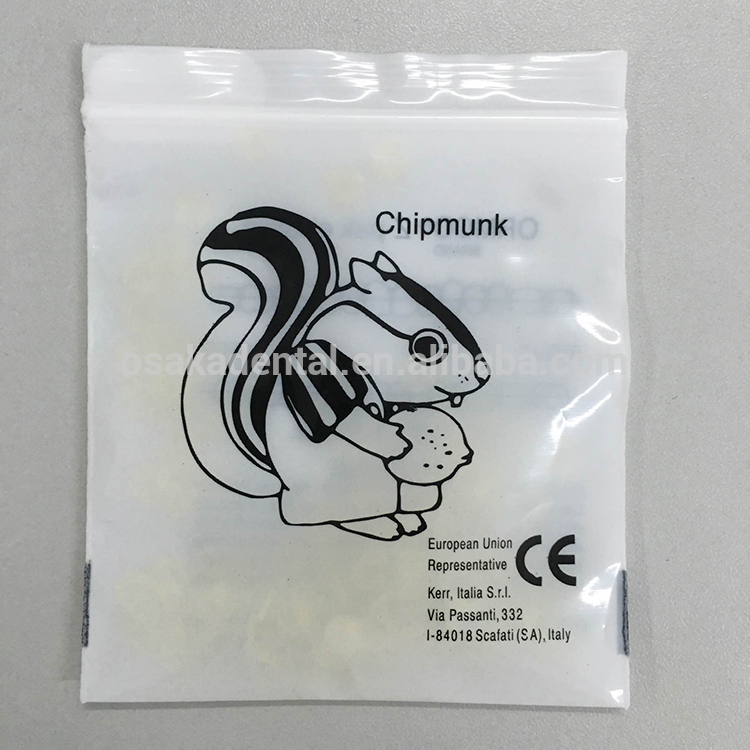 Chipmunk
osakadental.en.alibaba.com
European Union
Representative
CE
Kerr, Italia S.r.l.
Via Passanti, 332
I-84018 Scafati (SA), Italy